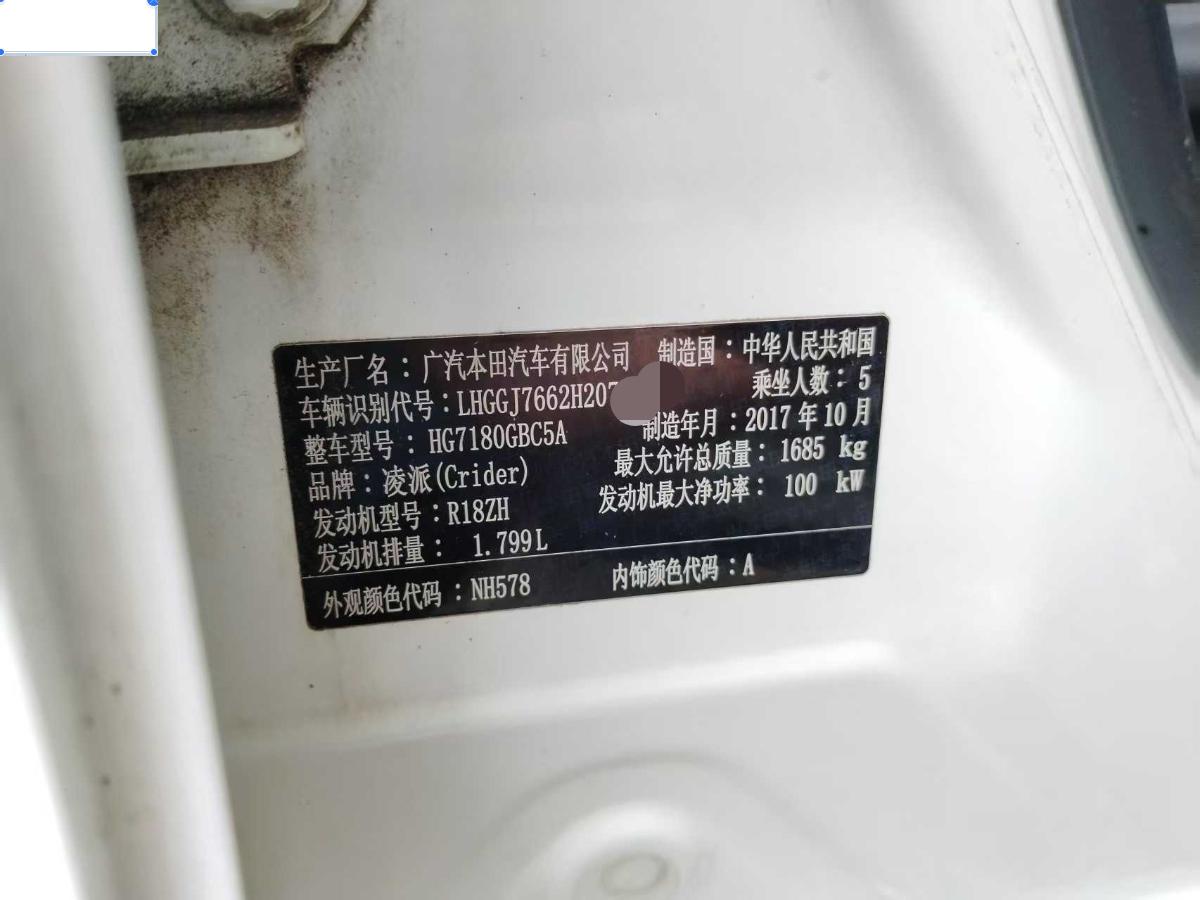 生产厂名：广汽本田汽车有限公司 制造国：中华人民共和国
车辆识别代号：LHGGJ7662H207 乘坐人数：5
整车型号：HG7180GBC5A 制造年月：2017年10月
品牌：凌派(Crider) 最大允许总质量：1685 kg
发动机型号：R18ZH 发动机最大净功率：100 kW
发动机排量：1.799L
外观颜色代码：NH578 内饰颜色代码：A